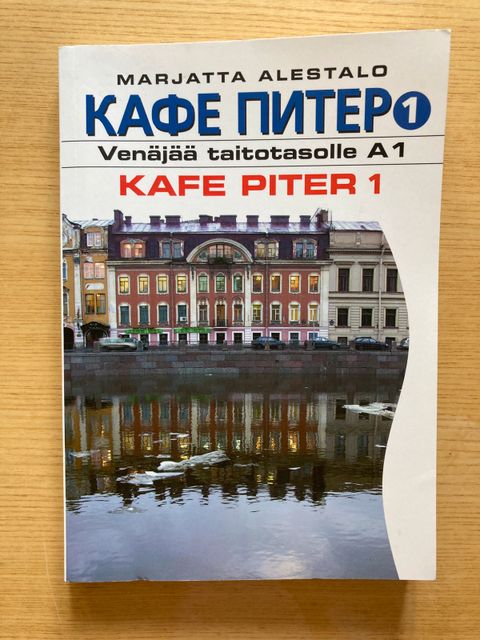 MARJATTA ALESTALO
КАФЕ ПИТЕР 1
Venäjää taitotasolle A1
KAFE PITER 1